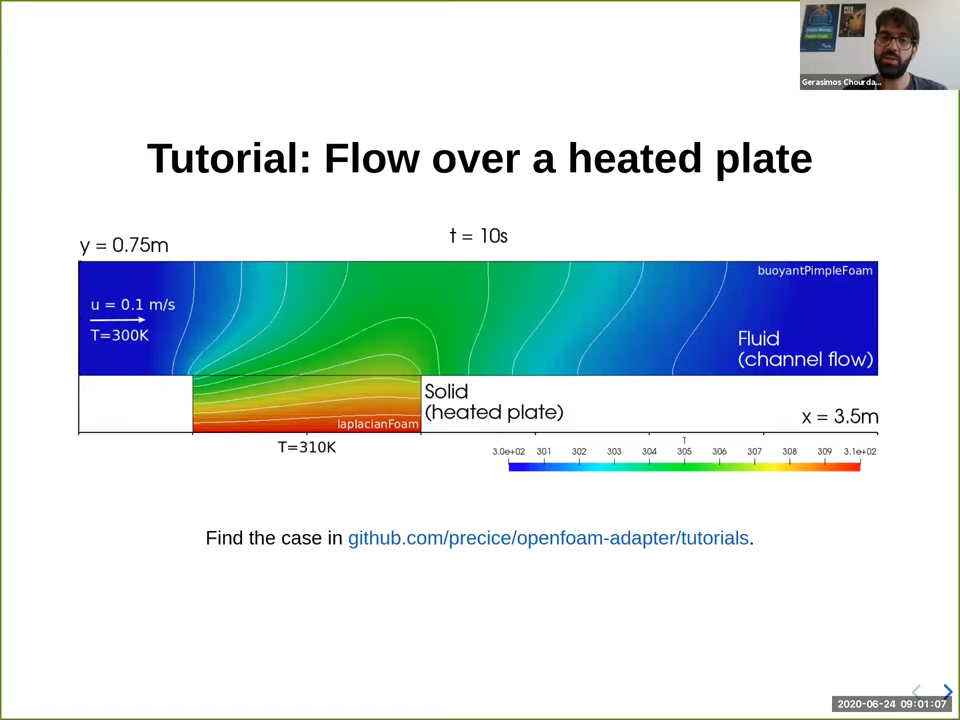 Gerasimos Chourda...
Tutorial: Flow over a heated plate
t = 10s
y = 0.75m
buoyantPimpleFoam
u = 0.1 m/s
T=300K
Fluid
(channel flow)
Solid
(heated plate)
laplacianFoam
x = 3.5m
T=310K
T
3.0e+02 301 302 303 304 305 306 307 308 309 3.1e+02
Find the case in github.com/precice/openfoam-adapter/tutorials.
2020-06-24 09:01:07